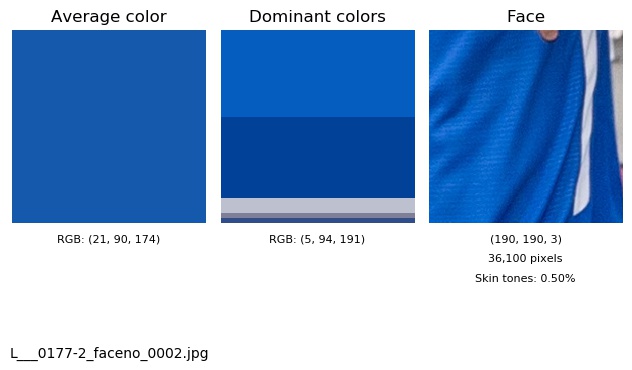 Average color
Dominant colors
Face
RGB: (21, 90, 174)
RGB: (5, 94, 191)
(190, 190, 3)
36,100 pixels
Skin tones: 0.50%
L___0177-2_faceno_0002.jpg